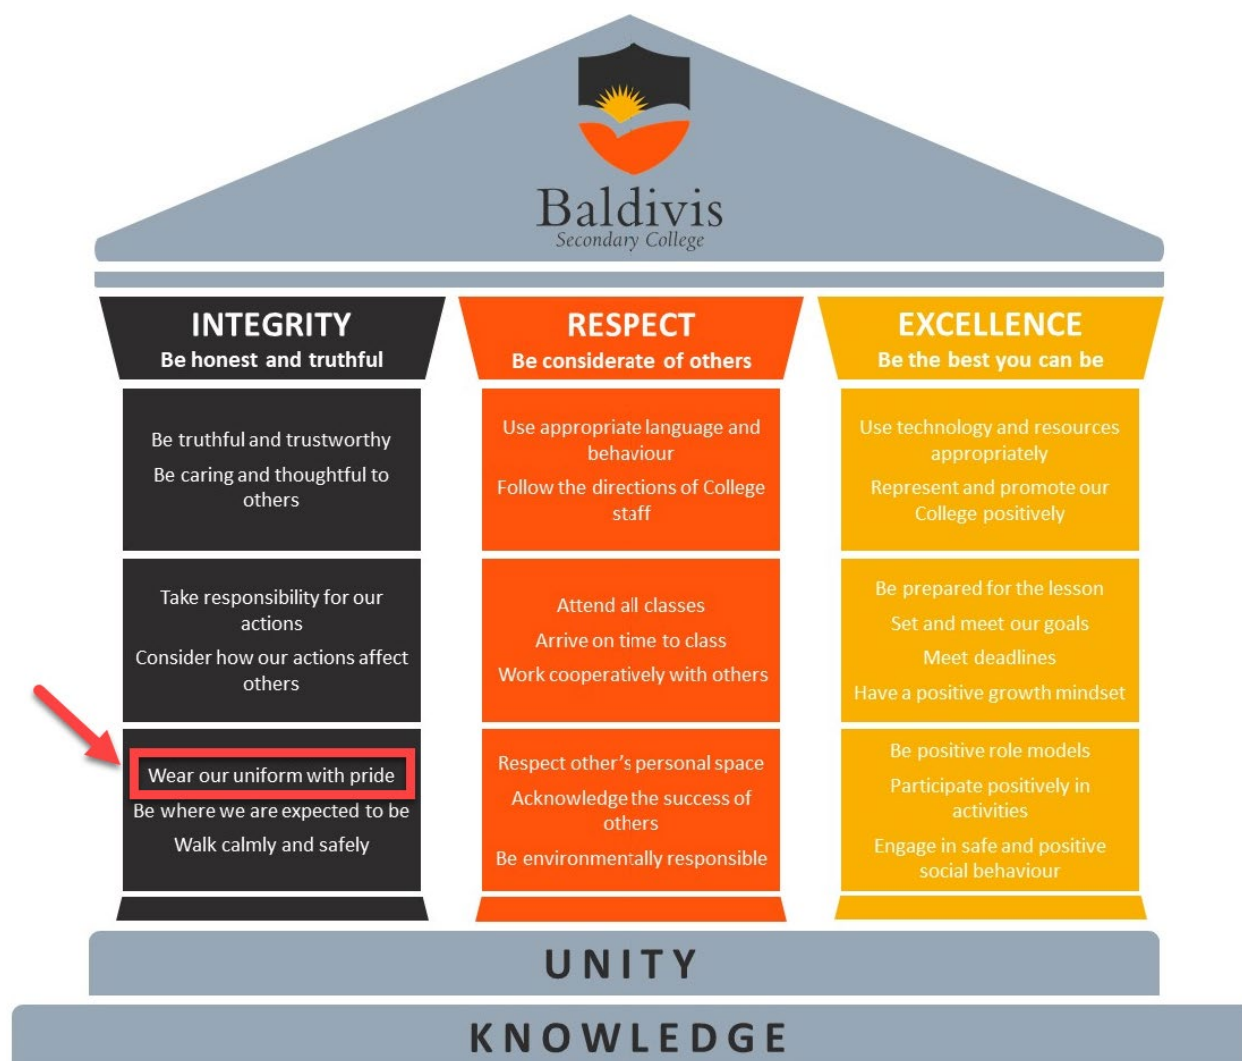 Baldivis
Secondary College
INTEGRITY
Be honest and truthful
Be truthful and trustworthy
Be caring and thoughtful to
others
Take responsibility for our
actions
Consider how our actions affect
others
Wear our uniform with pride
Be where we are expected to be
Walk calmly and safely
RESPECT
Be considerate of others
Use appropriate language and
behaviour
Follow the directions of College
staff
Attend all classes
Arrive on time to class
Work cooperatively with others
Respect other's personal space
Acknowledge the success of
others
Be environmentally responsible
EXCELLENCE
Be the best you can be
Use technology and resources
appropriately
Represent and promote our
College positively
Be prepared for the lesson
Set and meet our goals
Meet deadlines
Have a positive growth mindset
Be positive role models
Participate positively in
activities
Engage in safe and positive
social behaviour
UNITY
KNOWLEDGE